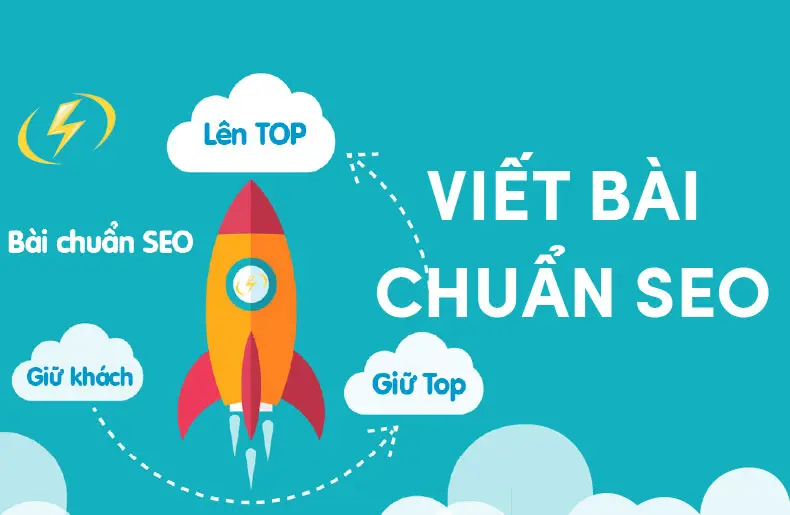 Lên TOP
VIẾT BÀI
CHUẨN SEO
Bài chuẩn SEO
Giữ khách
Giữ Top